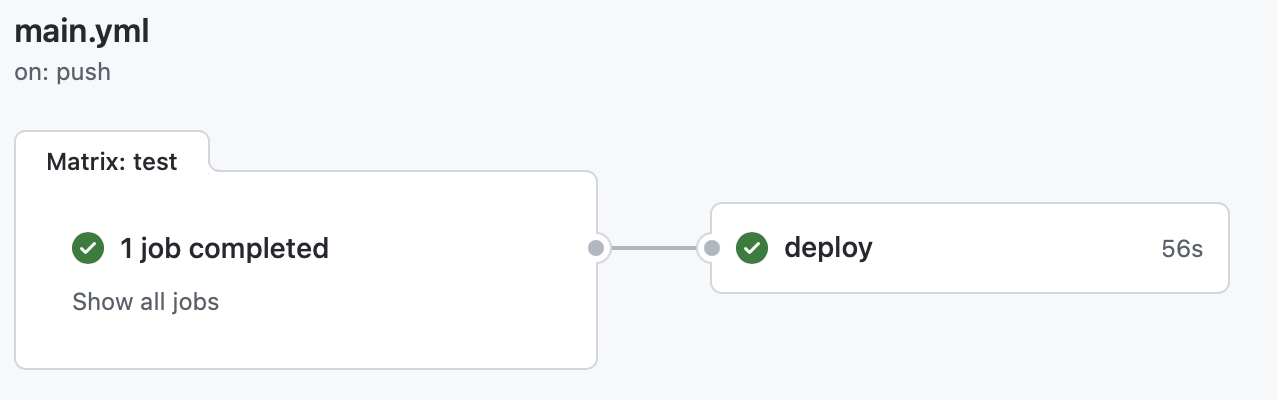 main.yml
on: push
Matrix: test
1 job completed
Show all jobs
deploy
56s